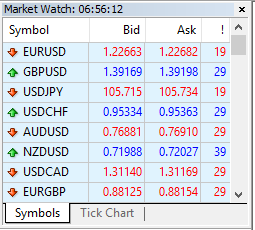 Market Watch: 06:56:12
Symbol Bid Ask !
EURUSD 1.22663 1.22682 19
GBPUSD 1.39169 1.39198 29
USDJPY 105.715 105.734 19
USDCHF 0.95334 0.95363 29
AUDUSD 0.76881 0.76910 29
NZDUSD 0.71988 0.72027 39
USDCAD 1.31140 1.31169 29
EURGBP 0.88125 0.88154 29
Symbols Tick Chart